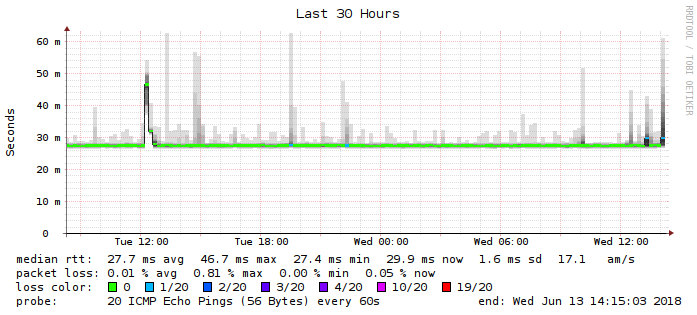 Last 30 Hours
RRDTOOL / TOBI OETIKER
Seconds
60 m
50 m
40 m
30 m
20 m
10 m
0
Tue 12:00 Tue 18:00 Wed 00:00 Wed 06:00 Wed 12:00
median rtt: 27.7 ms avg 46.7 ms max 27.4 ms min 29.9 ms now 1.6 ms sd 17.1 am/s
packet loss: 0.01 % avg 0.81 % max 0.00 % min 0.05 % now
loss color: 0 1/20 2/20 3/20 4/20 10/20 19/20
probe: 20 ICMP Echo Pings (56 Bytes) every 60s end: Wed Jun 13 14:15:03 2018